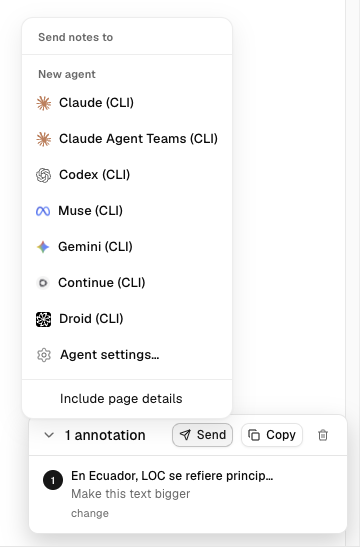 Send notes to
New agent
Claude (CLI)
Claude Agent Teams (CLI)
Codex (CLI)
Muse (CLI)
Gemini (CLI)
Continue (CLI)
Droid (CLI)
Agent settings...
Include page details
1 annotation Send Copy
1 En Ecuador, LOC se refiere princip...
Make this text bigger
change